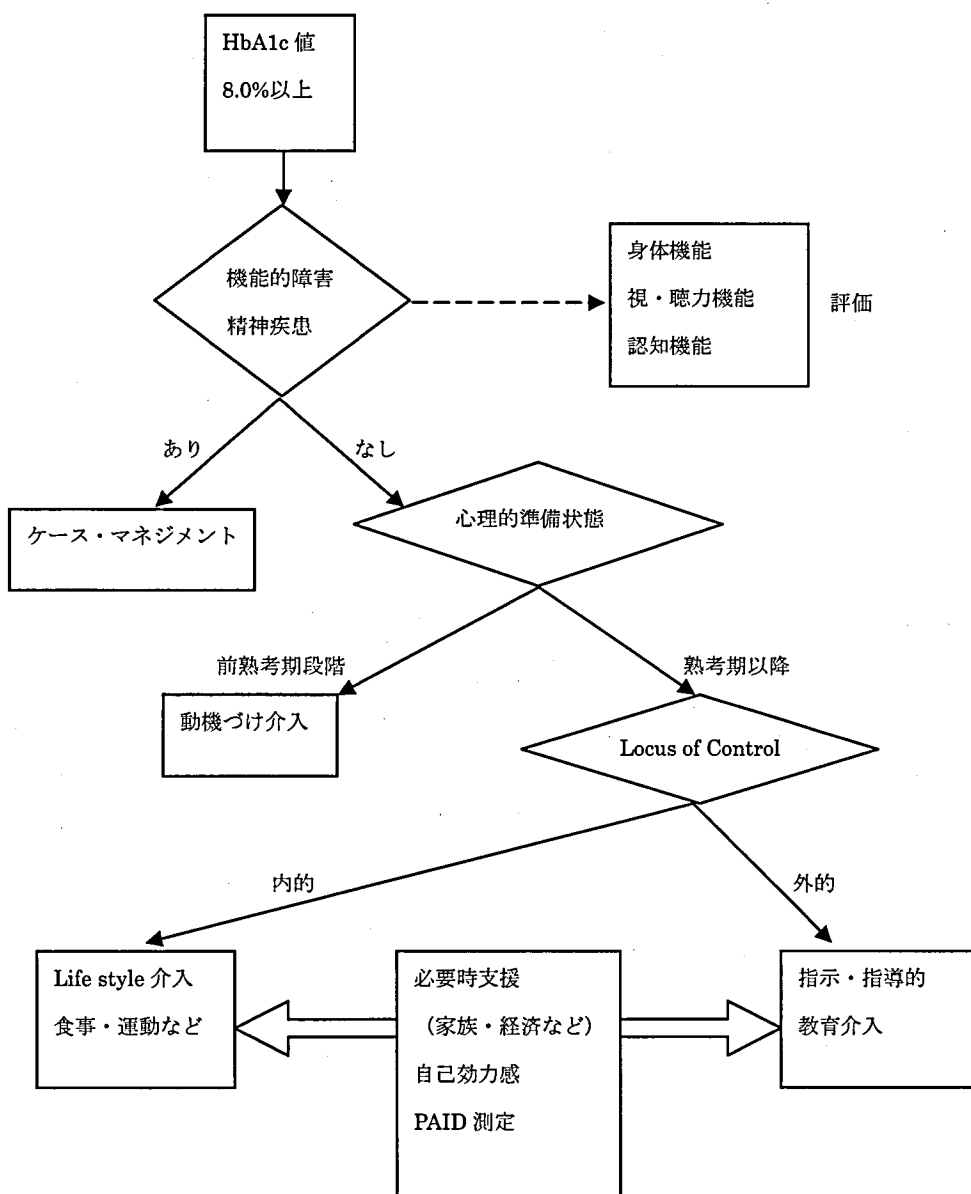 HbA1c 値
8.0%以上
機能的障害
精神疾患
身体機能
視・聴力機能
認知機能
評価
あり
なし
ケース・マネジメント
心理的準備状態
前熟考期段階
熟考期以降
動機づけ介入
Locus of Control
内的
外的
Life style 介入
食事・運動など
必要時支援
（家族・経済など）
自己効力感
PAID 測定
指示・指導的
教育介入